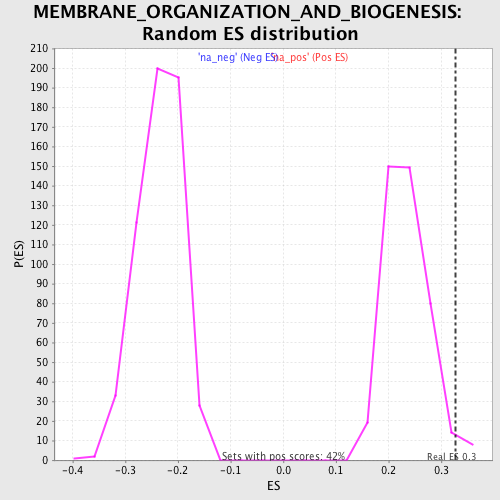 MEMBRANE_ORGANIZATION_AND_BIOGENESIS:
Random ES distribution
'na_neg' (Neg ES)
'na_pos' (Pos ES)
210
200
190
180
170
160
150
140
130
120
110
100
90
80
70
60
50
40
30
20
10
0
P(ES)
Sets with pos scores: 42%
Real ES 0.3
-0.4 -0.3 -0.2 -0.1 0.0 0.1 0.2 0.3
ES